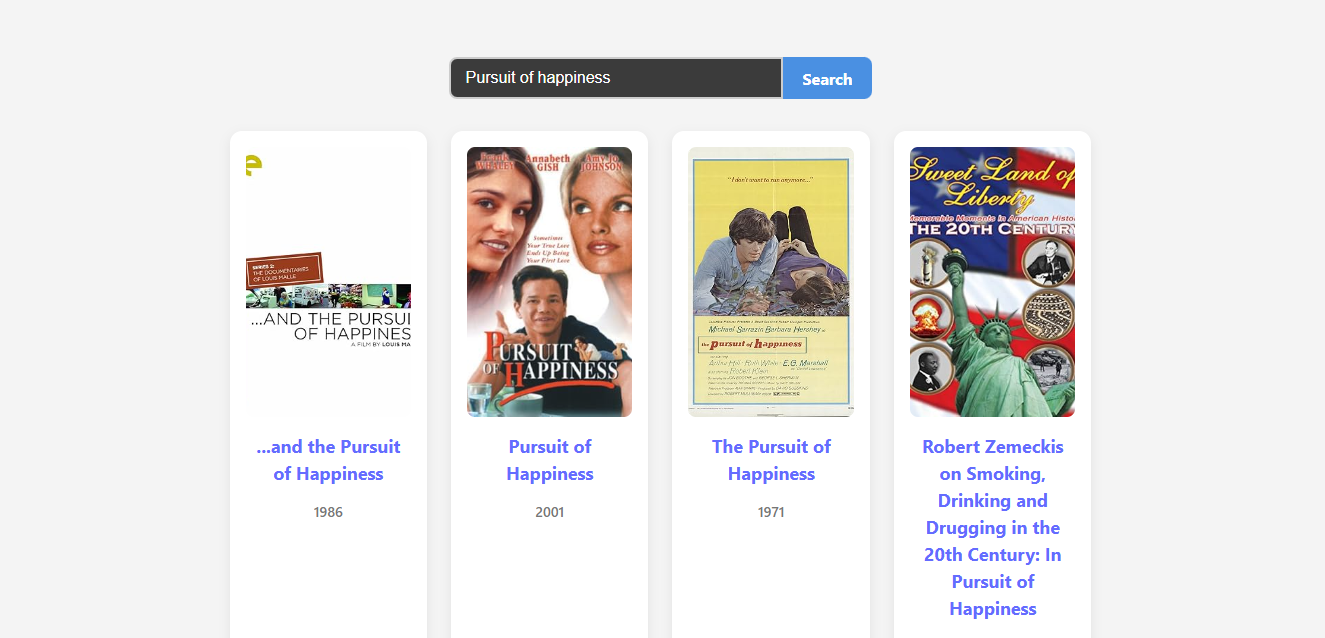 Pursuit of happiness
Search
e
SERIES 2:
THE DOCUMENTARIES
OF LOUIS MALLE
...AND THE PURSUI
OF HAPPINES
A FILM BY LOUIS MA
...and the Pursuit
of Happiness
1986
Frank Annabeth Amy Jo
WHALEY GISH JOHNSON
Sometimes
Your True Love
Ends Up Being
Your First Love
PURSUIT
OF HAPPINESS
Pursuit of
Happiness
2001
"I don't want to run anymore..."
Michael Sarrazin Barbara Hershey
the pursuit of happiness
Arthur Hill Ruth White E.G. Marshall
Robert Klein
The Pursuit of
Happiness
1971
Sweet Land of
Liberty
Memorable Moments in American Histo
THE 20TH CENTURY
Robert Zemeckis
on Smoking,
Drinking and
Drugging in the
20th Century: In
Pursuit of
Happiness